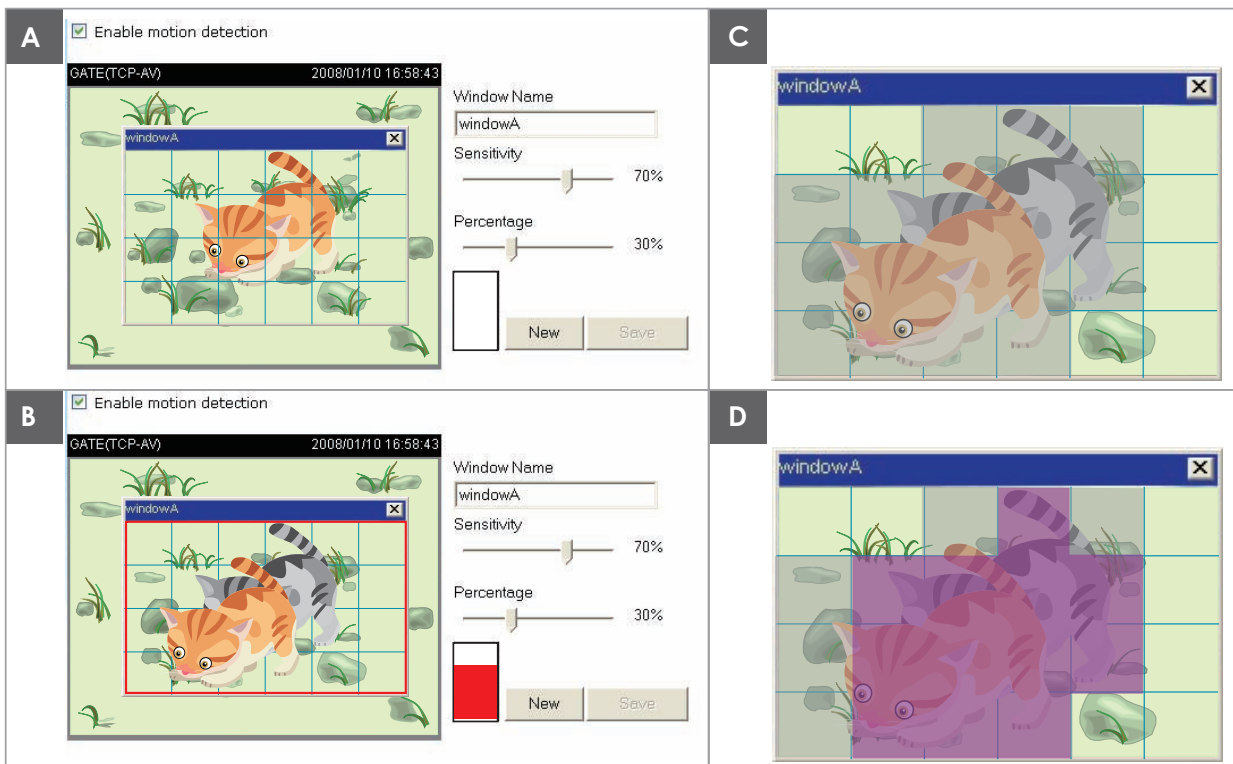 A
Enable motion detection
GATE(TCP-AV) 2008/01/10 16:58:43
windowA
Window Name
windowA
Sensitivity
70%
Percentage
30%
New Save
B
Enable motion detection
GATE(TCP-AV) 2008/01/10 16:58:43
windowA
Window Name
windowA
Sensitivity
70%
Percentage
30%
New Save
C
windowA
D
windowA